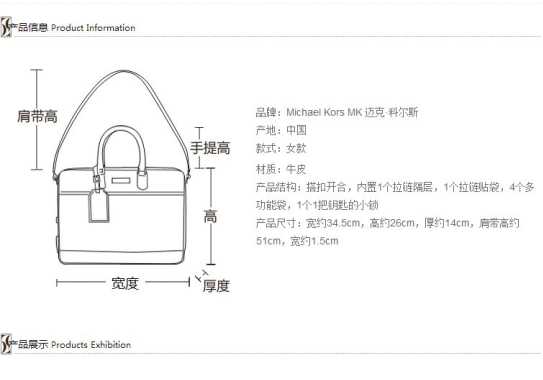 产品信息 Product Information
肩带高
手提高
高
宽度
厚度
品牌：Michael Kors MK 迈克·科尔斯
产地：中国
款式：女款
材质：牛皮
产品结构：搭扣开合，内置1个拉链隔层，1个拉链贴袋，4个多
功能袋，1个1把钥匙的小锁
产品尺寸：宽约34.5cm，高约26cm，厚约14cm，肩带高约
51cm，宽约1.5cm
产品展示 Products Exhibition